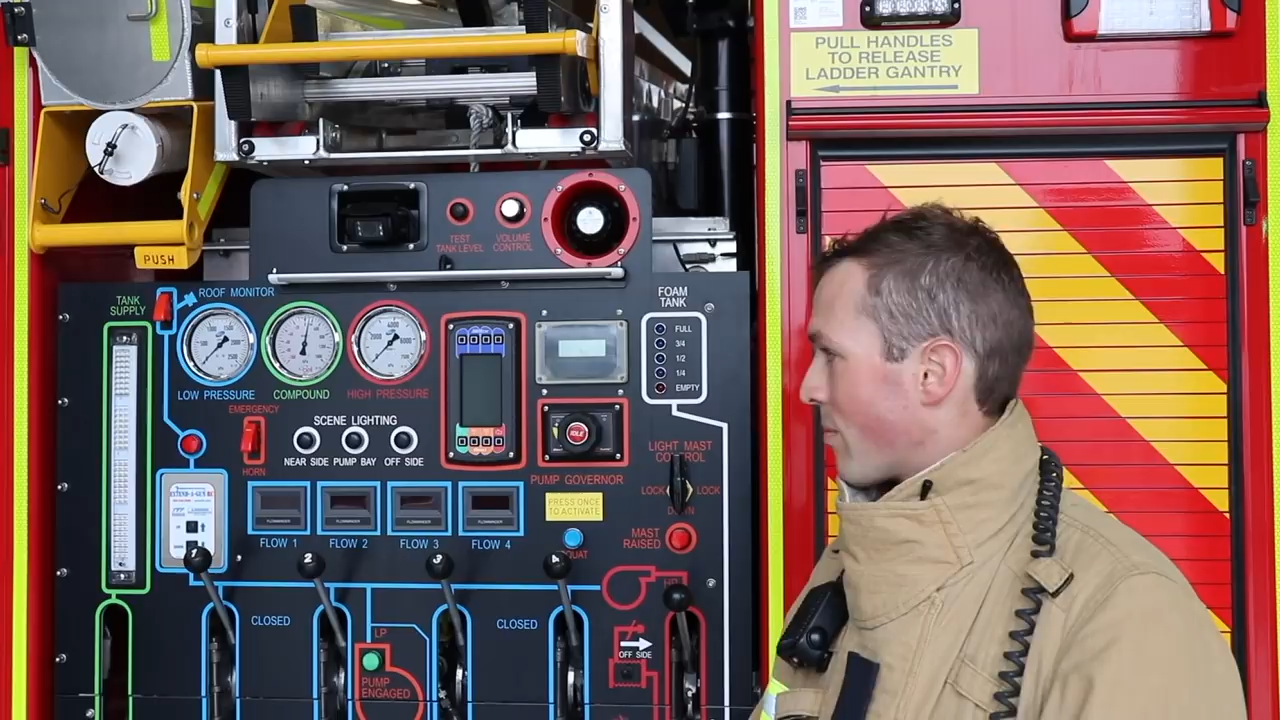 PULL HANDLES
TO RELEASE
LADDER GANTRY
PUSH
TEST
TANK LEVEL
VOLUME
CONTROL
TANK
SUPPLY
ROOF MONITOR
FOAM
TANK
FULL
3/4
1/2
1/4
EMPTY
LOW PRESSURE
COMPOUND
HIGH PRESSURE
EMERGENCY
HORN
SCENE LIGHTING
NEAR SIDE
PUMP BAY
OFF SIDE
IDLE
PUMP GOVERNOR
LIGHT MAST
CONTROL
LOCK
LOCK
DOWN
PRESS ONCE
TO ACTIVATE
MAST
RAISED
FLOW 1
FLOW 2
FLOW 3
FLOW 4
1
2
3
4
HP
CLOSED
CLOSED
LP
PUMP
ENGAGED
OFF SIDE